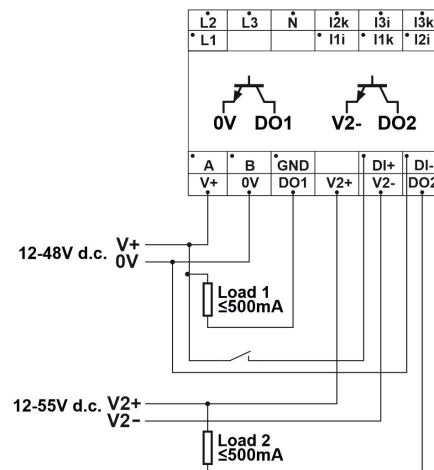 L2 L3 N I2k I3i I3k
L1 I1i I1k I2i
0V DO1 V2- DO2
A B GND DI+ DI-
V+ 0V DO1 V2+ V2- DO2
12-48V d.c. V+
0V
Load 1
≤500mA
12-55V d.c. V2+
V2-
Load 2
≤500mA